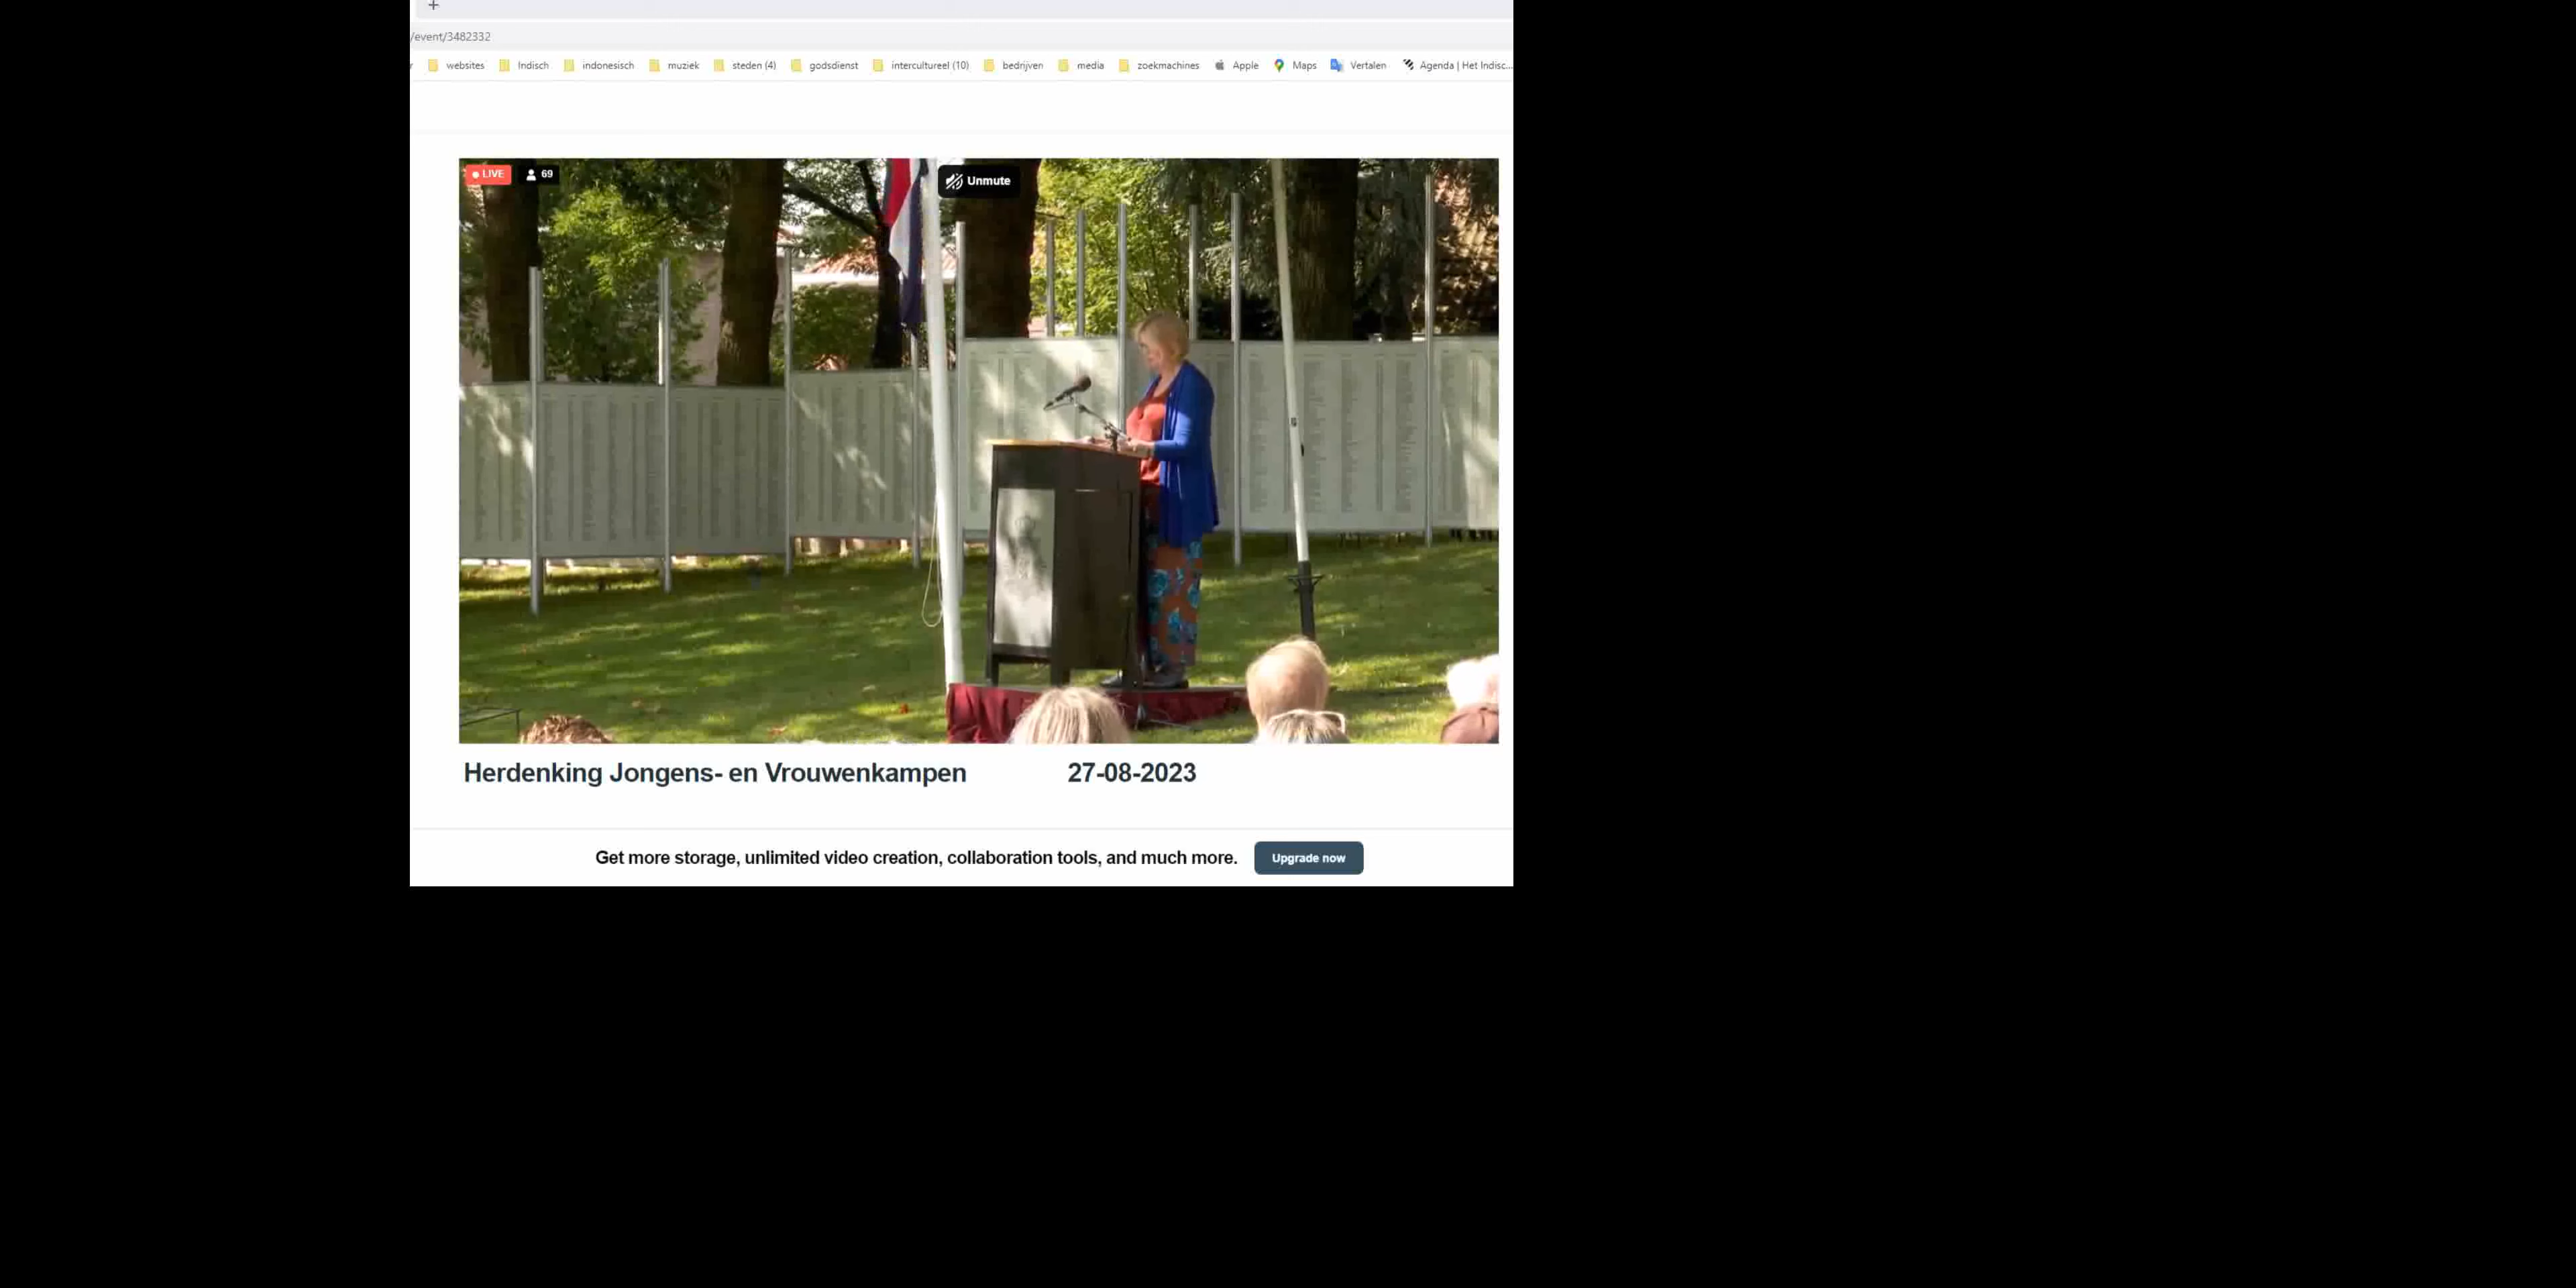 +
/event/3482332
websites Indisch indonesisch muziek steden (4) godsdienst intercultureel (10) bedrijven media zoekmachines Apple Maps Vertalen Agenda | Het Indisc...
LIVE 69 Unmute
Herdenking Jongens- en Vrouwenkampen 27-08-2023
Get more storage, unlimited video creation, collaboration tools, and much more. Upgrade now